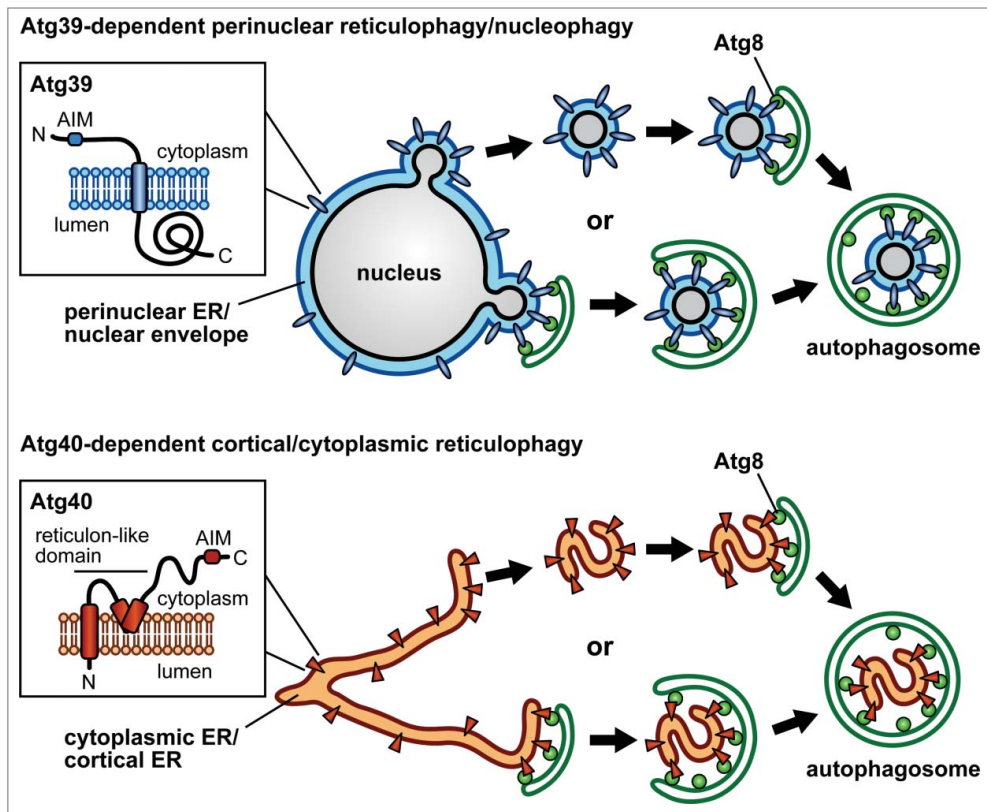 Atg39-dependent perinuclear reticulophagy/nucleophagy
Atg39
AIM
N
cytoplasm
lumen
C
Atg8
or
nucleus
perinuclear ER/
nuclear envelope
autophagosome
Atg40-dependent cortical/cytoplasmic reticulophagy
Atg40
reticulon-like
domain
AIM
C
cytoplasm
lumen
N
Atg8
or
cytoplasmic ER/
cortical ER
autophagosome